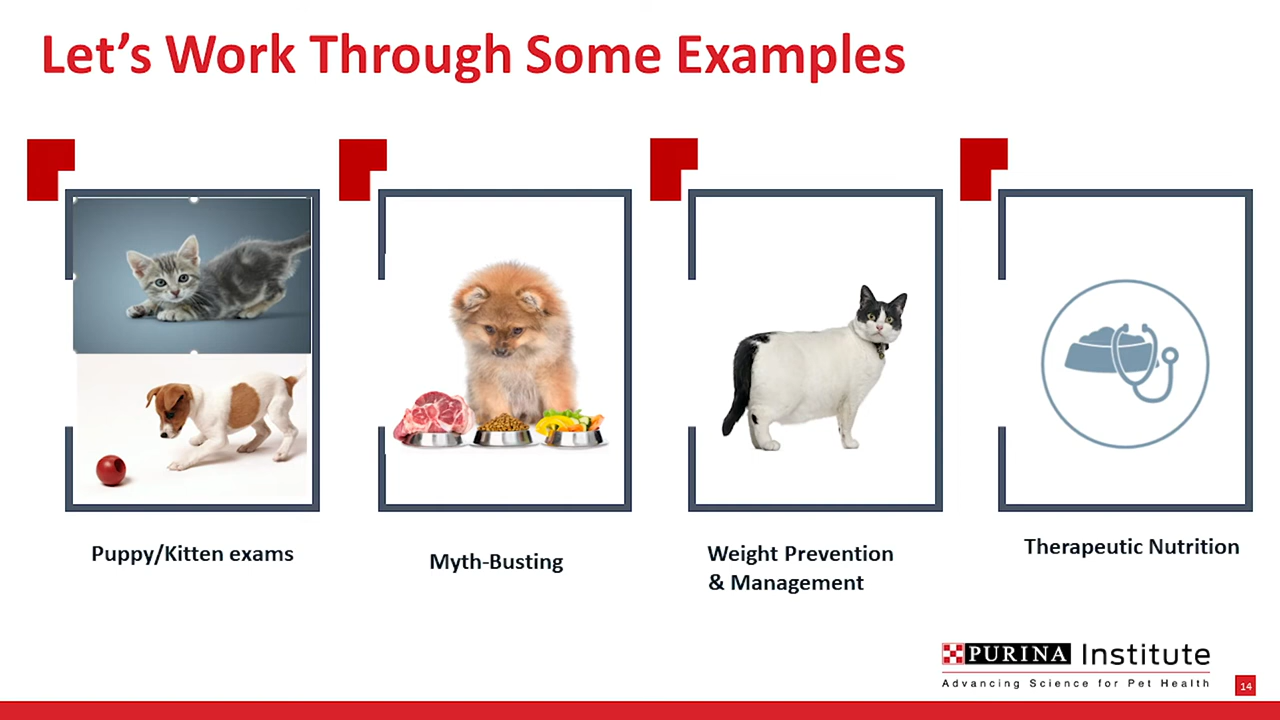 Let's Work Through Some Examples
Puppy/Kitten exams
Myth-Busting
Weight Prevention
& Management
Therapeutic Nutrition
PURINA Institute
Advancing Science for Pet Health
14